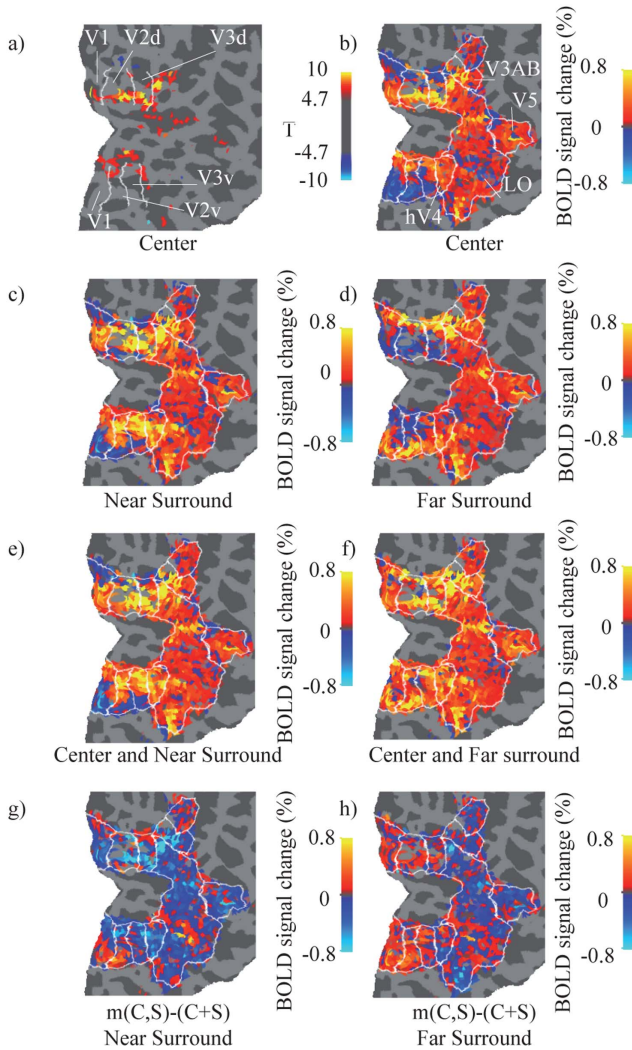 a)
V1
V2d
V3d
10
4.7
T
-4.7
-10
V3v
V1
V2v
Center
b)
V3AB
V5
LO
hV4
0.8
0
-0.8
BOLD signal change (%)
Center
c)
0.8
0
-0.8
BOLD signal change (%)
Near Surround
d)
0.8
0
-0.8
BOLD signal change (%)
Far Surround
e)
0.8
0
-0.8
BOLD signal change (%)
Center and Near Surround
f)
0.8
0
-0.8
BOLD signal change (%)
Center and Far surround
g)
0.8
0
-0.8
BOLD signal change (%)
m(C,S)-(C+S)
Near Surround
h)
0.8
0
-0.8
BOLD signal change (%)
m(C,S)-(C+S)
Far Surround